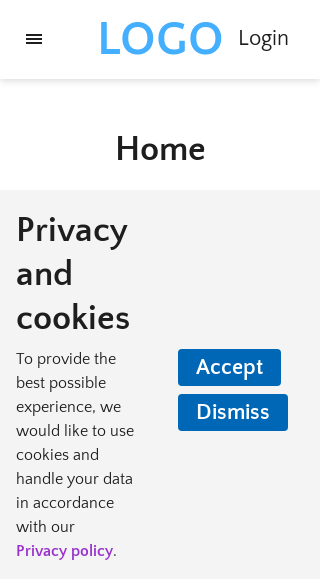 LOGO Login
Home
Privacy
and
cookies
To provide the
best possible
experience, we
would like to use
cookies and
handle your data
in accordance
with our
Privacy policy.
Accept
Dismiss